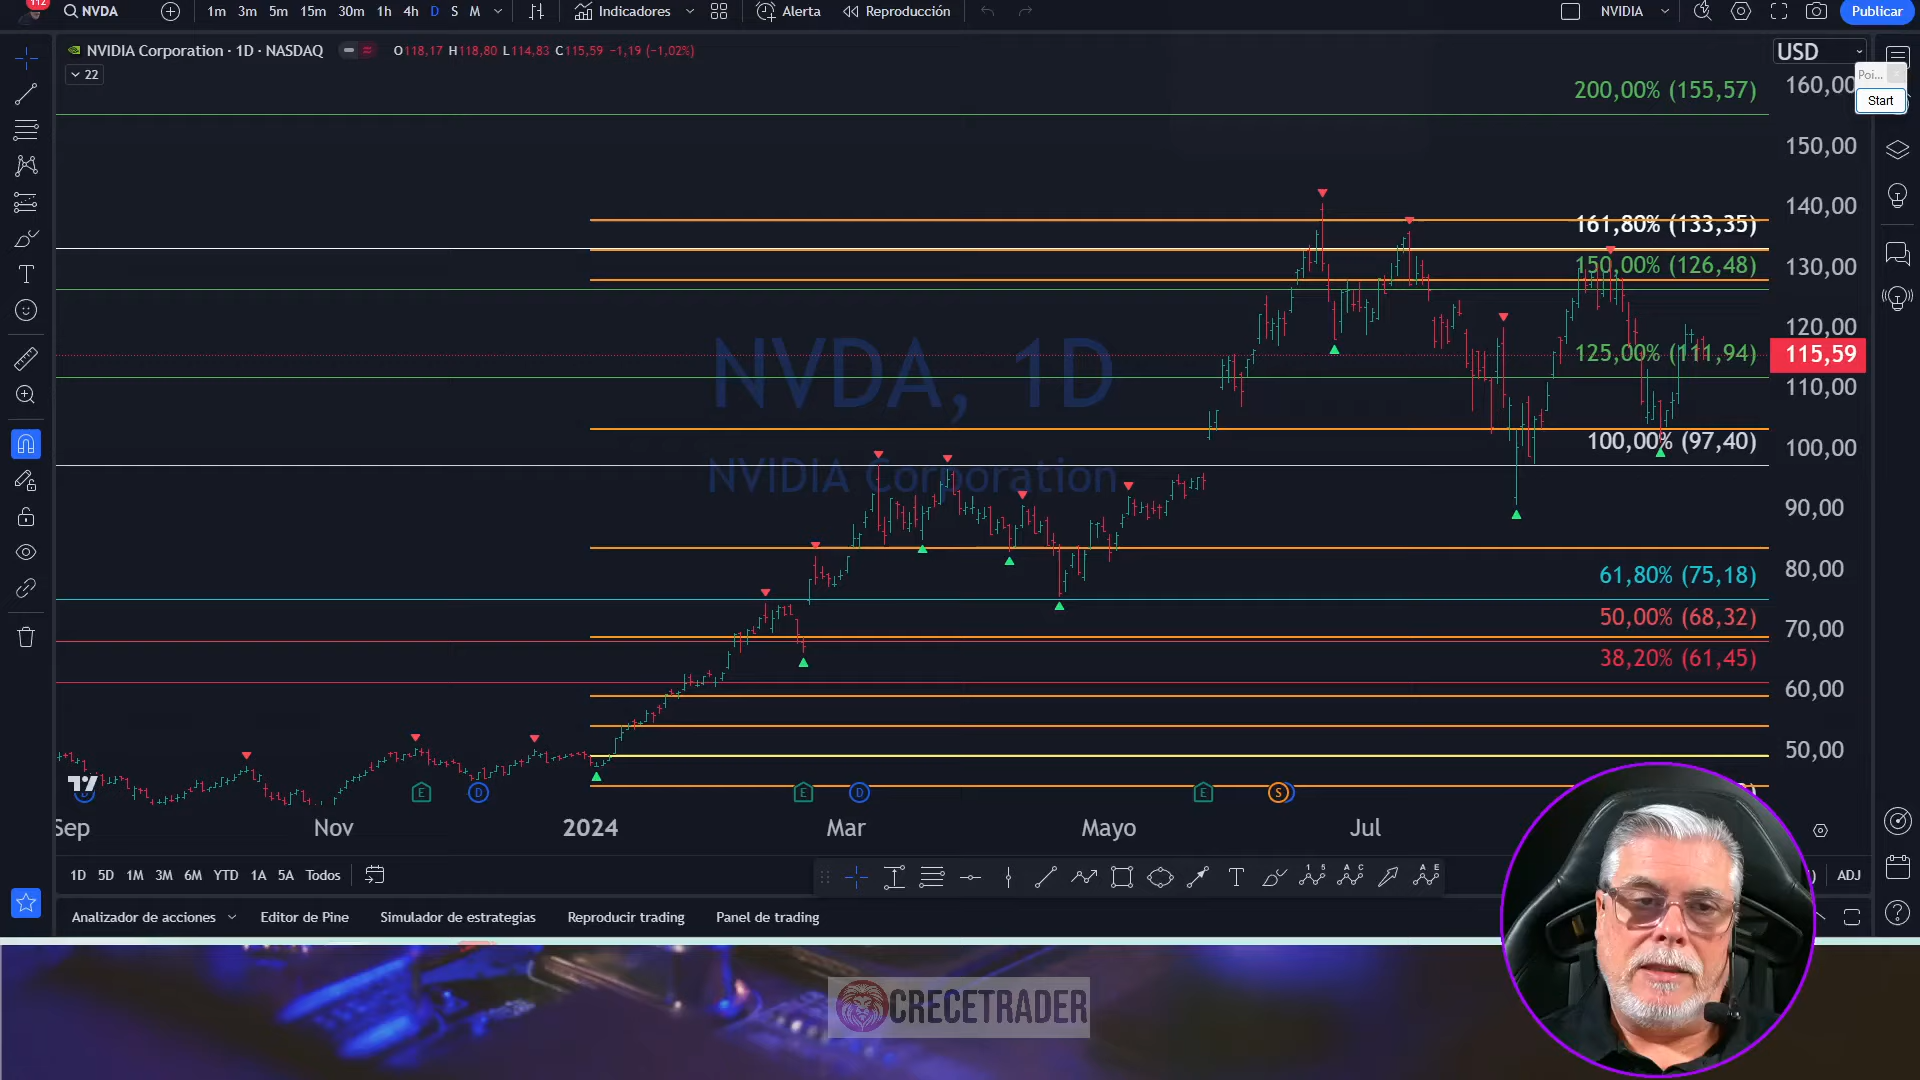 112
NVDA
1m 3m 5m 15m 30m 1h 4h D S M
Indicadores
Alerta
Reproducción
NVIDIA
Publicar
NVIDIA Corporation · 1D · NASDAQ
O118,17 H118,80 L114,83 C115,59 −1,19 (−1,02%)
22
USD
Poi...
Start
200,00% (155,57)
160,00
150,00
140,00
161,80% (133,35)
150,00% (126,48)
130,00
120,00
125,00% (111,94)
115,59
110,00
100,00% (97,40)
100,00
90,00
80,00
61,80% (75,18)
50,00% (68,32)
70,00
38,20% (61,45)
60,00
50,00
NVDA, 1D
NVIDIA Corporation
E D E D E S
Sep Nov 2024 Mar Mayo Jul
1D 5D 1M 3M 6M YTD 1A 5A Todos
ADJ
Analizador de acciones Editor de Pine Simulador de estrategias Reproducir trading Panel de trading
CRECETRADER